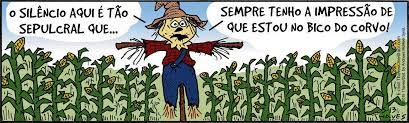 O SILÊNCIO AQUI É TÃO
SEPULCRAL QUE...
SEMPRE TENHO A IMPRESSÃO DE
QUE ESTOU NO BICO DO CORVO!